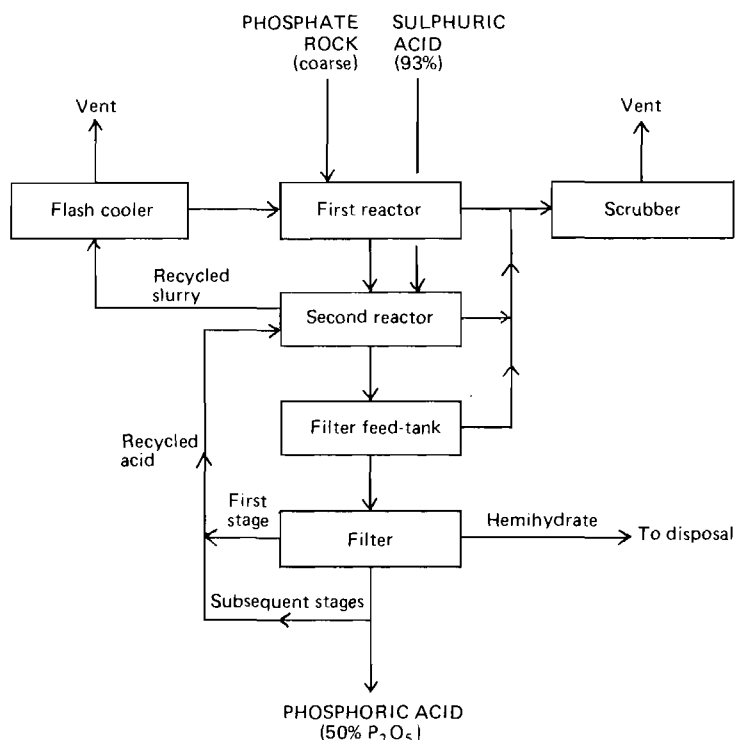 PHOSPHATE
ROCK
(coarse)
SULPHURIC
ACID
(93%)
Vent
Vent
Flash cooler
First reactor
Scrubber
Recycled
slurry
Second reactor
Filter feed-tank
Recycled
acid
First
stage
Filter
Hemihydrate
To disposal
Subsequent stages
PHOSPHORIC ACID
(50% P₂O₅)